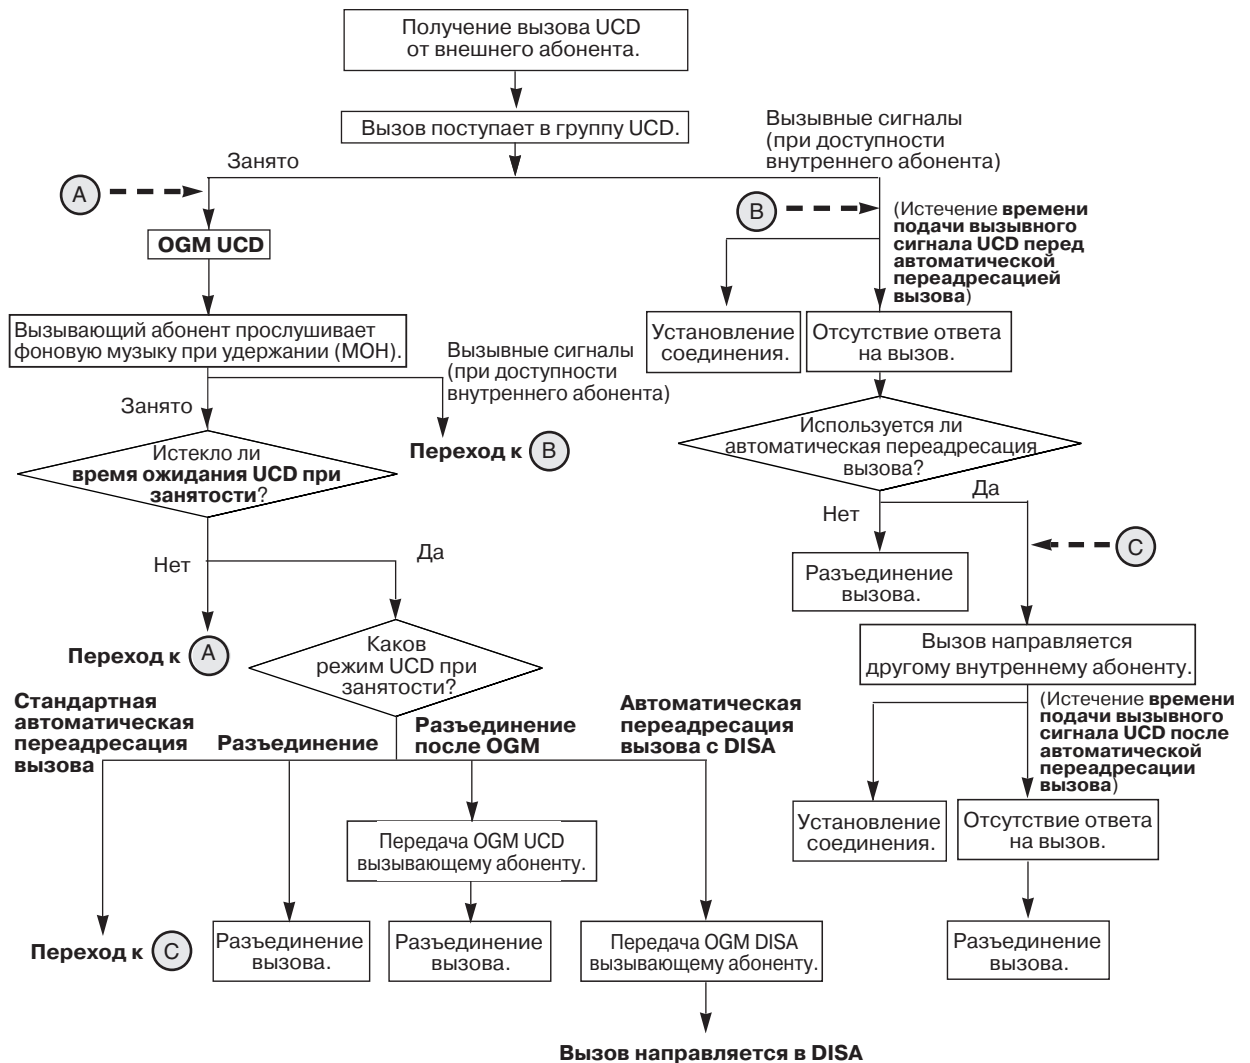 Получение вызова UCD
от внешнего абонента.
Вызов поступает в группу UCD.
Вызывные сигналы
(при доступности
внутреннего абонента)
Занято
A
B
(Истечение времени
подачи вызывного
сигнала UCD перед
автоматической
переадресацией
вызова)
OGM UCD
Вызывающий абонент прослушивает
фоновую музыку при удержании (MOH).
Установление
соединения.
Отсутствие ответа
на вызов.
Вызывные сигналы
(при доступности
внутреннего абонента)
Занято
Переход к B
Используется ли
автоматическая переадресация
вызова?
Истекло ли
время ожидания UCD при
занятости?
Да
Нет
C
Нет
Да
Разъединение
вызова.
Переход к A
Каков
режим UCD при
занятости?
Вызов направляется
другому внутреннему абоненту.
Стандартная
автоматическая
переадресация
вызова
Разъединение
Разъединение
после OGM
Автоматическая
переадресация
вызова с DISA
(Истечение времени
подачи вызывного
сигнала UCD после
автоматической
переадресации
вызова)
Передача OGM UCD
вызывающему абоненту.
Установление
соединения.
Отсутствие ответа
на вызов.
Переход к C
Разъединение
вызова.
Разъединение
вызова.
Передача OGM DISA
вызывающему абоненту.
Разъединение
вызова.
Вызов направляется в DISA